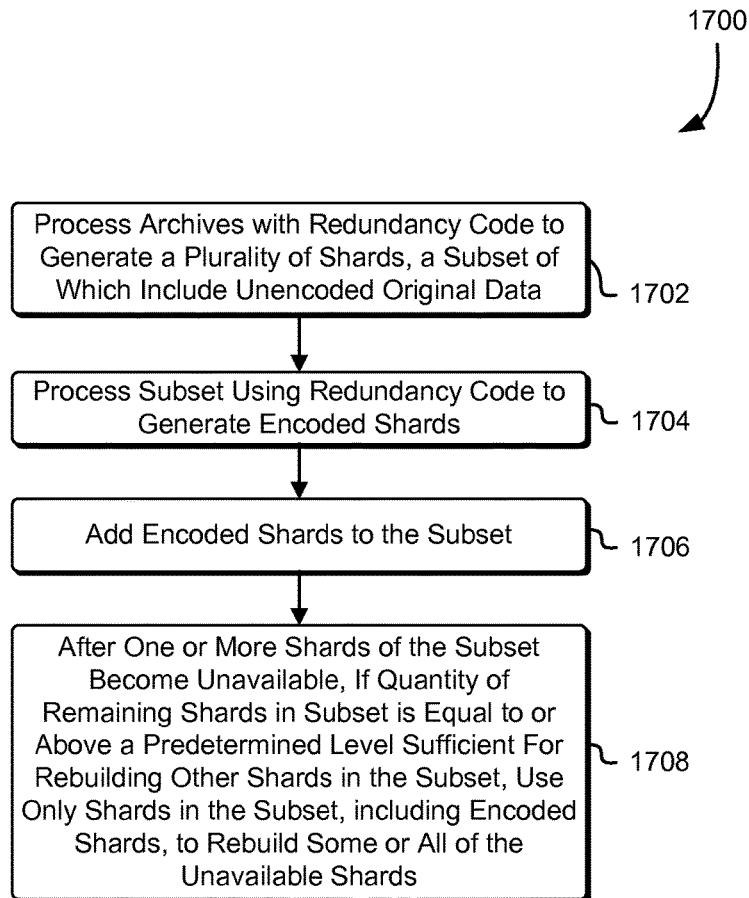 1700
Process Archives with Redundancy Code to
Generate a Plurality of Shards, a Subset of
Which Include Unencoded Original Data
1702
Process Subset Using Redundancy Code to
Generate Encoded Shards
1704
Add Encoded Shards to the Subset
1706
After One or More Shards of the Subset
Become Unavailable, If Quantity of
Remaining Shards in Subset is Equal to or
Above a Predetermined Level Sufficient For
Rebuilding Other Shards in the Subset, Use
Only Shards in the Subset, including Encoded
Shards, to Rebuild Some or All of the
Unavailable Shards
1708